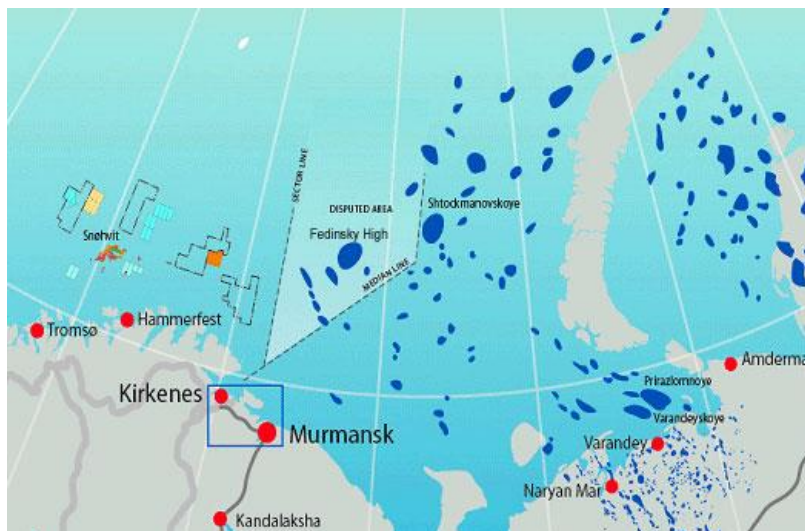 SECTOR LINE
DISPUTED AREA
Shtockmanovskoye
Fedinsky High
MEDIAN LINE
Snøhvit
Hammerfest
Tromsø
Amderma
Kirkenes
Prirazlomnoye
Varandeyskoye
Murmansk
Varandey
Naryan Mar
Kandalaksha